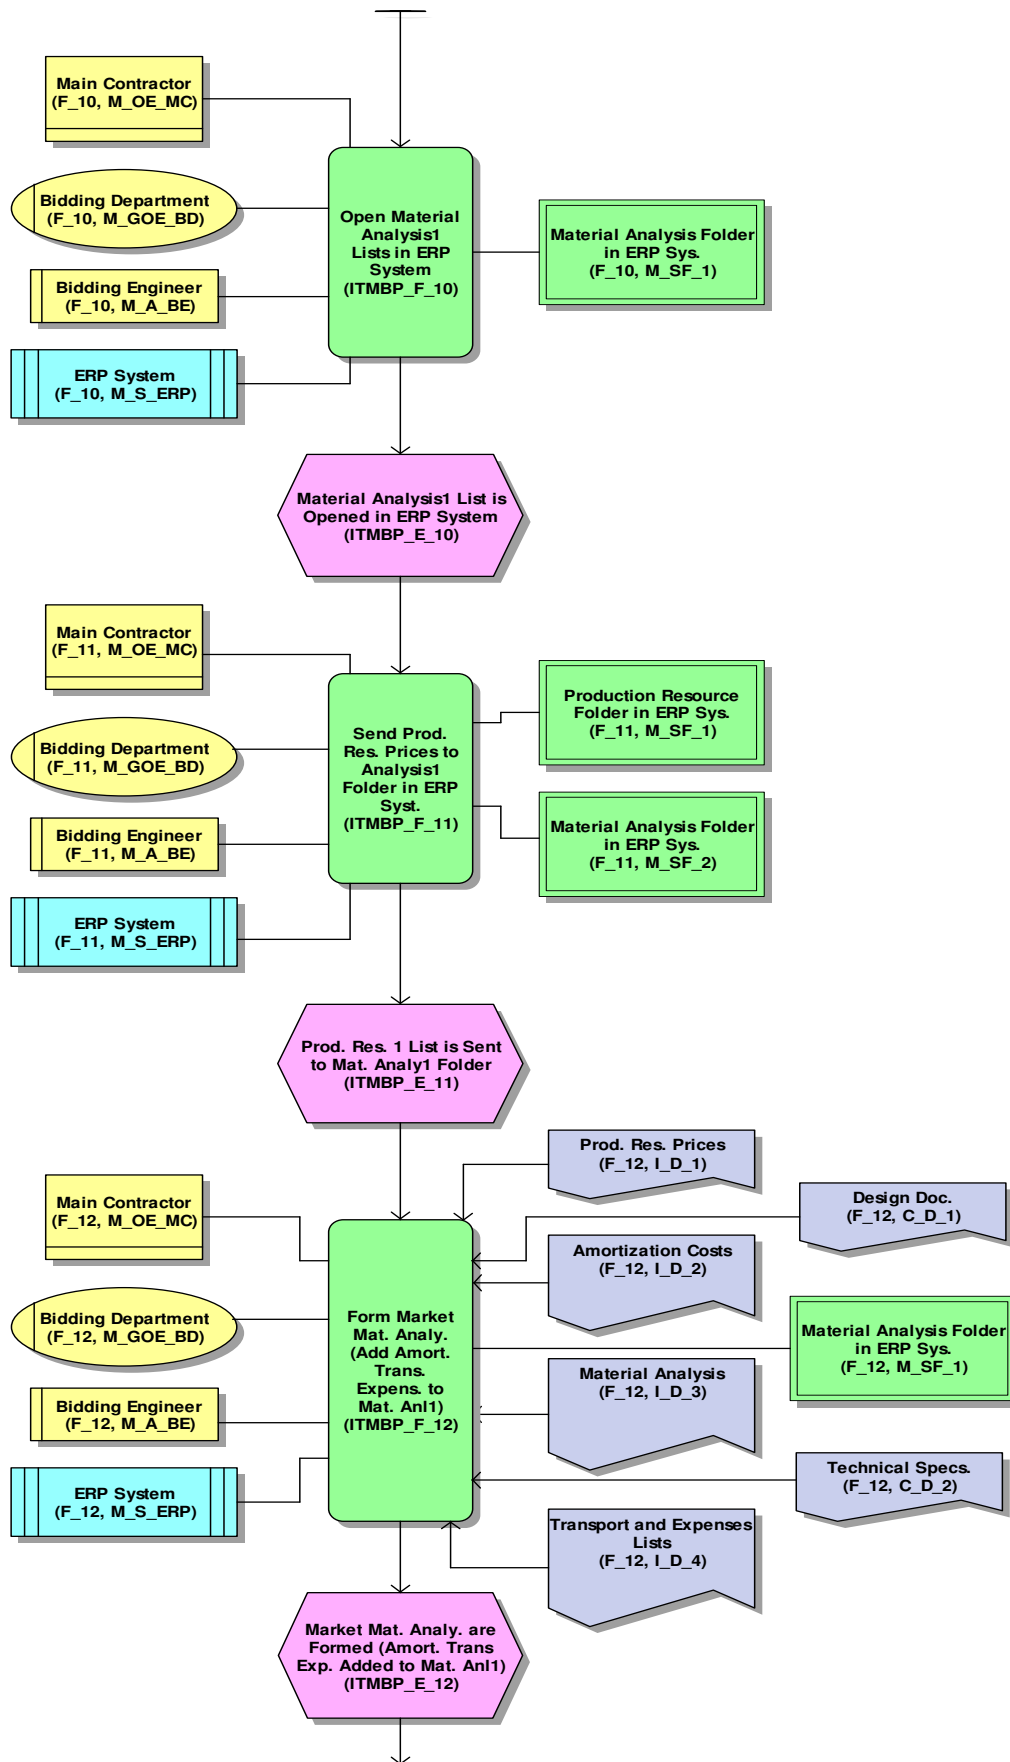 Main Contractor
(F_10, M_OE_MC)
Bidding Department
(F_10, M_GOE_BD)
Bidding Engineer
(F_10, M_A_BE)
ERP System
(F_10, M_S_ERP)
Open Material
Analysis1
Lists in ERP
System
(ITMBP_F_10)
Material Analysis Folder
in ERP Sys.
(F_10, M_SF_1)
Material Analysis1 List is
Opened in ERP System
(ITMBP_E_10)
Main Contractor
(F_11, M_OE_MC)
Bidding Department
(F_11, M_GOE_BD)
Bidding Engineer
(F_11, M_A_BE)
ERP System
(F_11, M_S_ERP)
Send Prod.
Res. Prices to
Analysis1
Folder in ERP
Syst.
(ITMBP_F_11)
Production Resource
Folder in ERP Sys.
(F_11, M_SF_1)
Material Analysis Folder
in ERP Sys.
(F_11, M_SF_2)
Prod. Res. 1 List is Sent
to Mat. Analy1 Folder
(ITMBP_E_11)
Main Contractor
(F_12, M_OE_MC)
Bidding Department
(F_12, M_GOE_BD)
Bidding Engineer
(F_12, M_A_BE)
ERP System
(F_12, M_S_ERP)
Form Market
Mat. Analy.
(Add Amort.
Trans.
Expens. to
Mat. Anl1)
(ITMBP_F_12)
Prod. Res. Prices
(F_12, I_D_1)
Design Doc.
(F_12, C_D_1)
Amortization Costs
(F_12, I_D_2)
Material Analysis Folder
in ERP Sys.
(F_12, M_SF_1)
Material Analysis
(F_12, I_D_3)
Technical Specs.
(F_12, C_D_2)
Transport and Expenses
Lists
(F_12, I_D_4)
Market Mat. Analy. are
Formed (Amort. Trans
Exp. Added to Mat. Anl1)
(ITMBP_E_12)